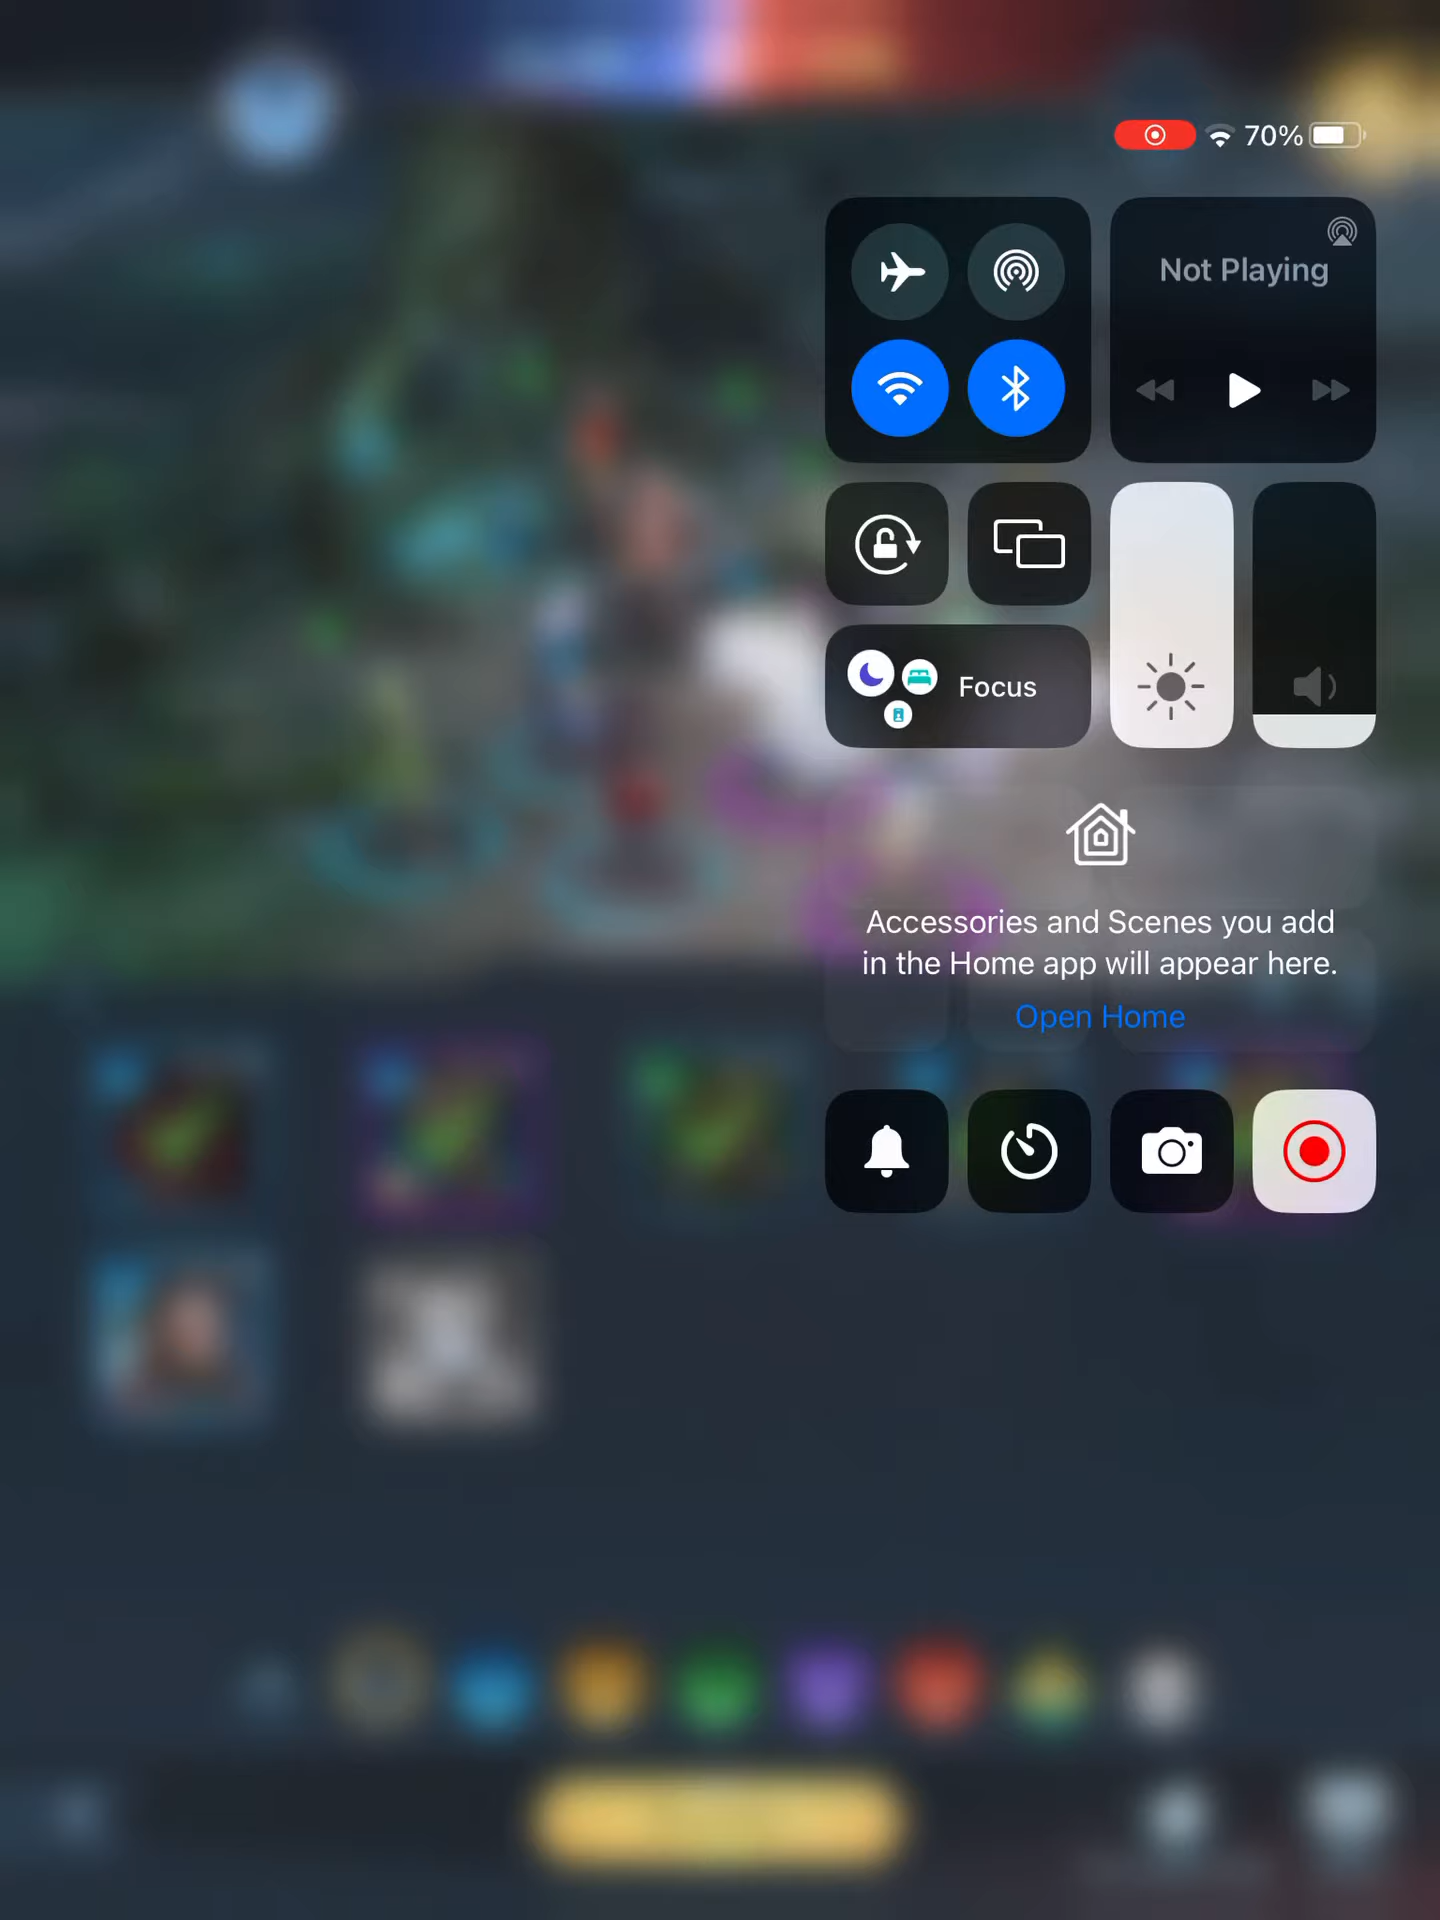 70%
Not Playing
Focus
Accessories and Scenes you add
in the Home app will appear here.
Open Home